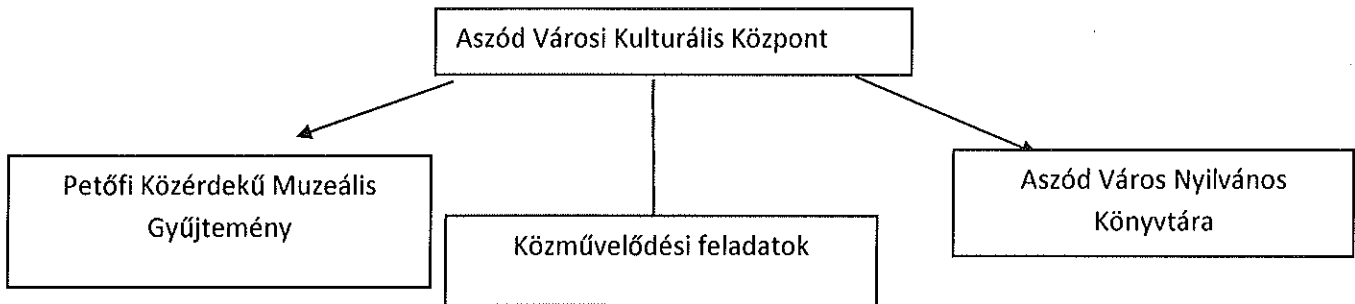 Aszód Városi Kulturális Központ
Petőfi Közérdekű Muzeális
Gyűjtemény
Közművelődési feladatok
Aszód Város Nyilvános
Könyvtára